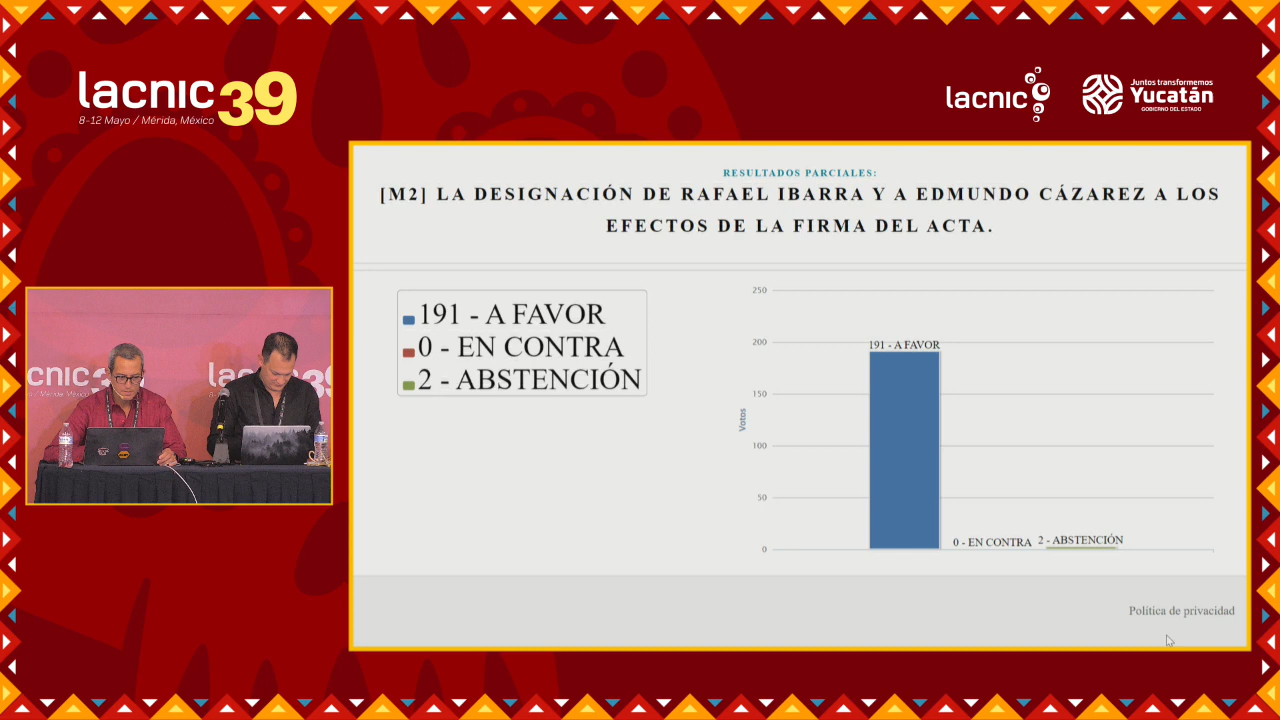 lacnic 39
8-12 Mayo / Mérida, México
lacnic
Juntos transformemos
Yucatán
GOBIERNO DEL ESTADO
RESULTADOS PARCIALES:
[M2] LA DESIGNACIÓN DE RAFAEL IBARRA Y A EDMUNDO CÁZAREZ A LOS
EFECTOS DE LA FIRMA DEL ACTA.
191 - A FAVOR
0 - EN CONTRA
2 - ABSTENCIÓN
250
200
150
100
50
0
Votos
191 - A FAVOR
0 - EN CONTRA
2 - ABSTENCIÓN
Política de privacidad